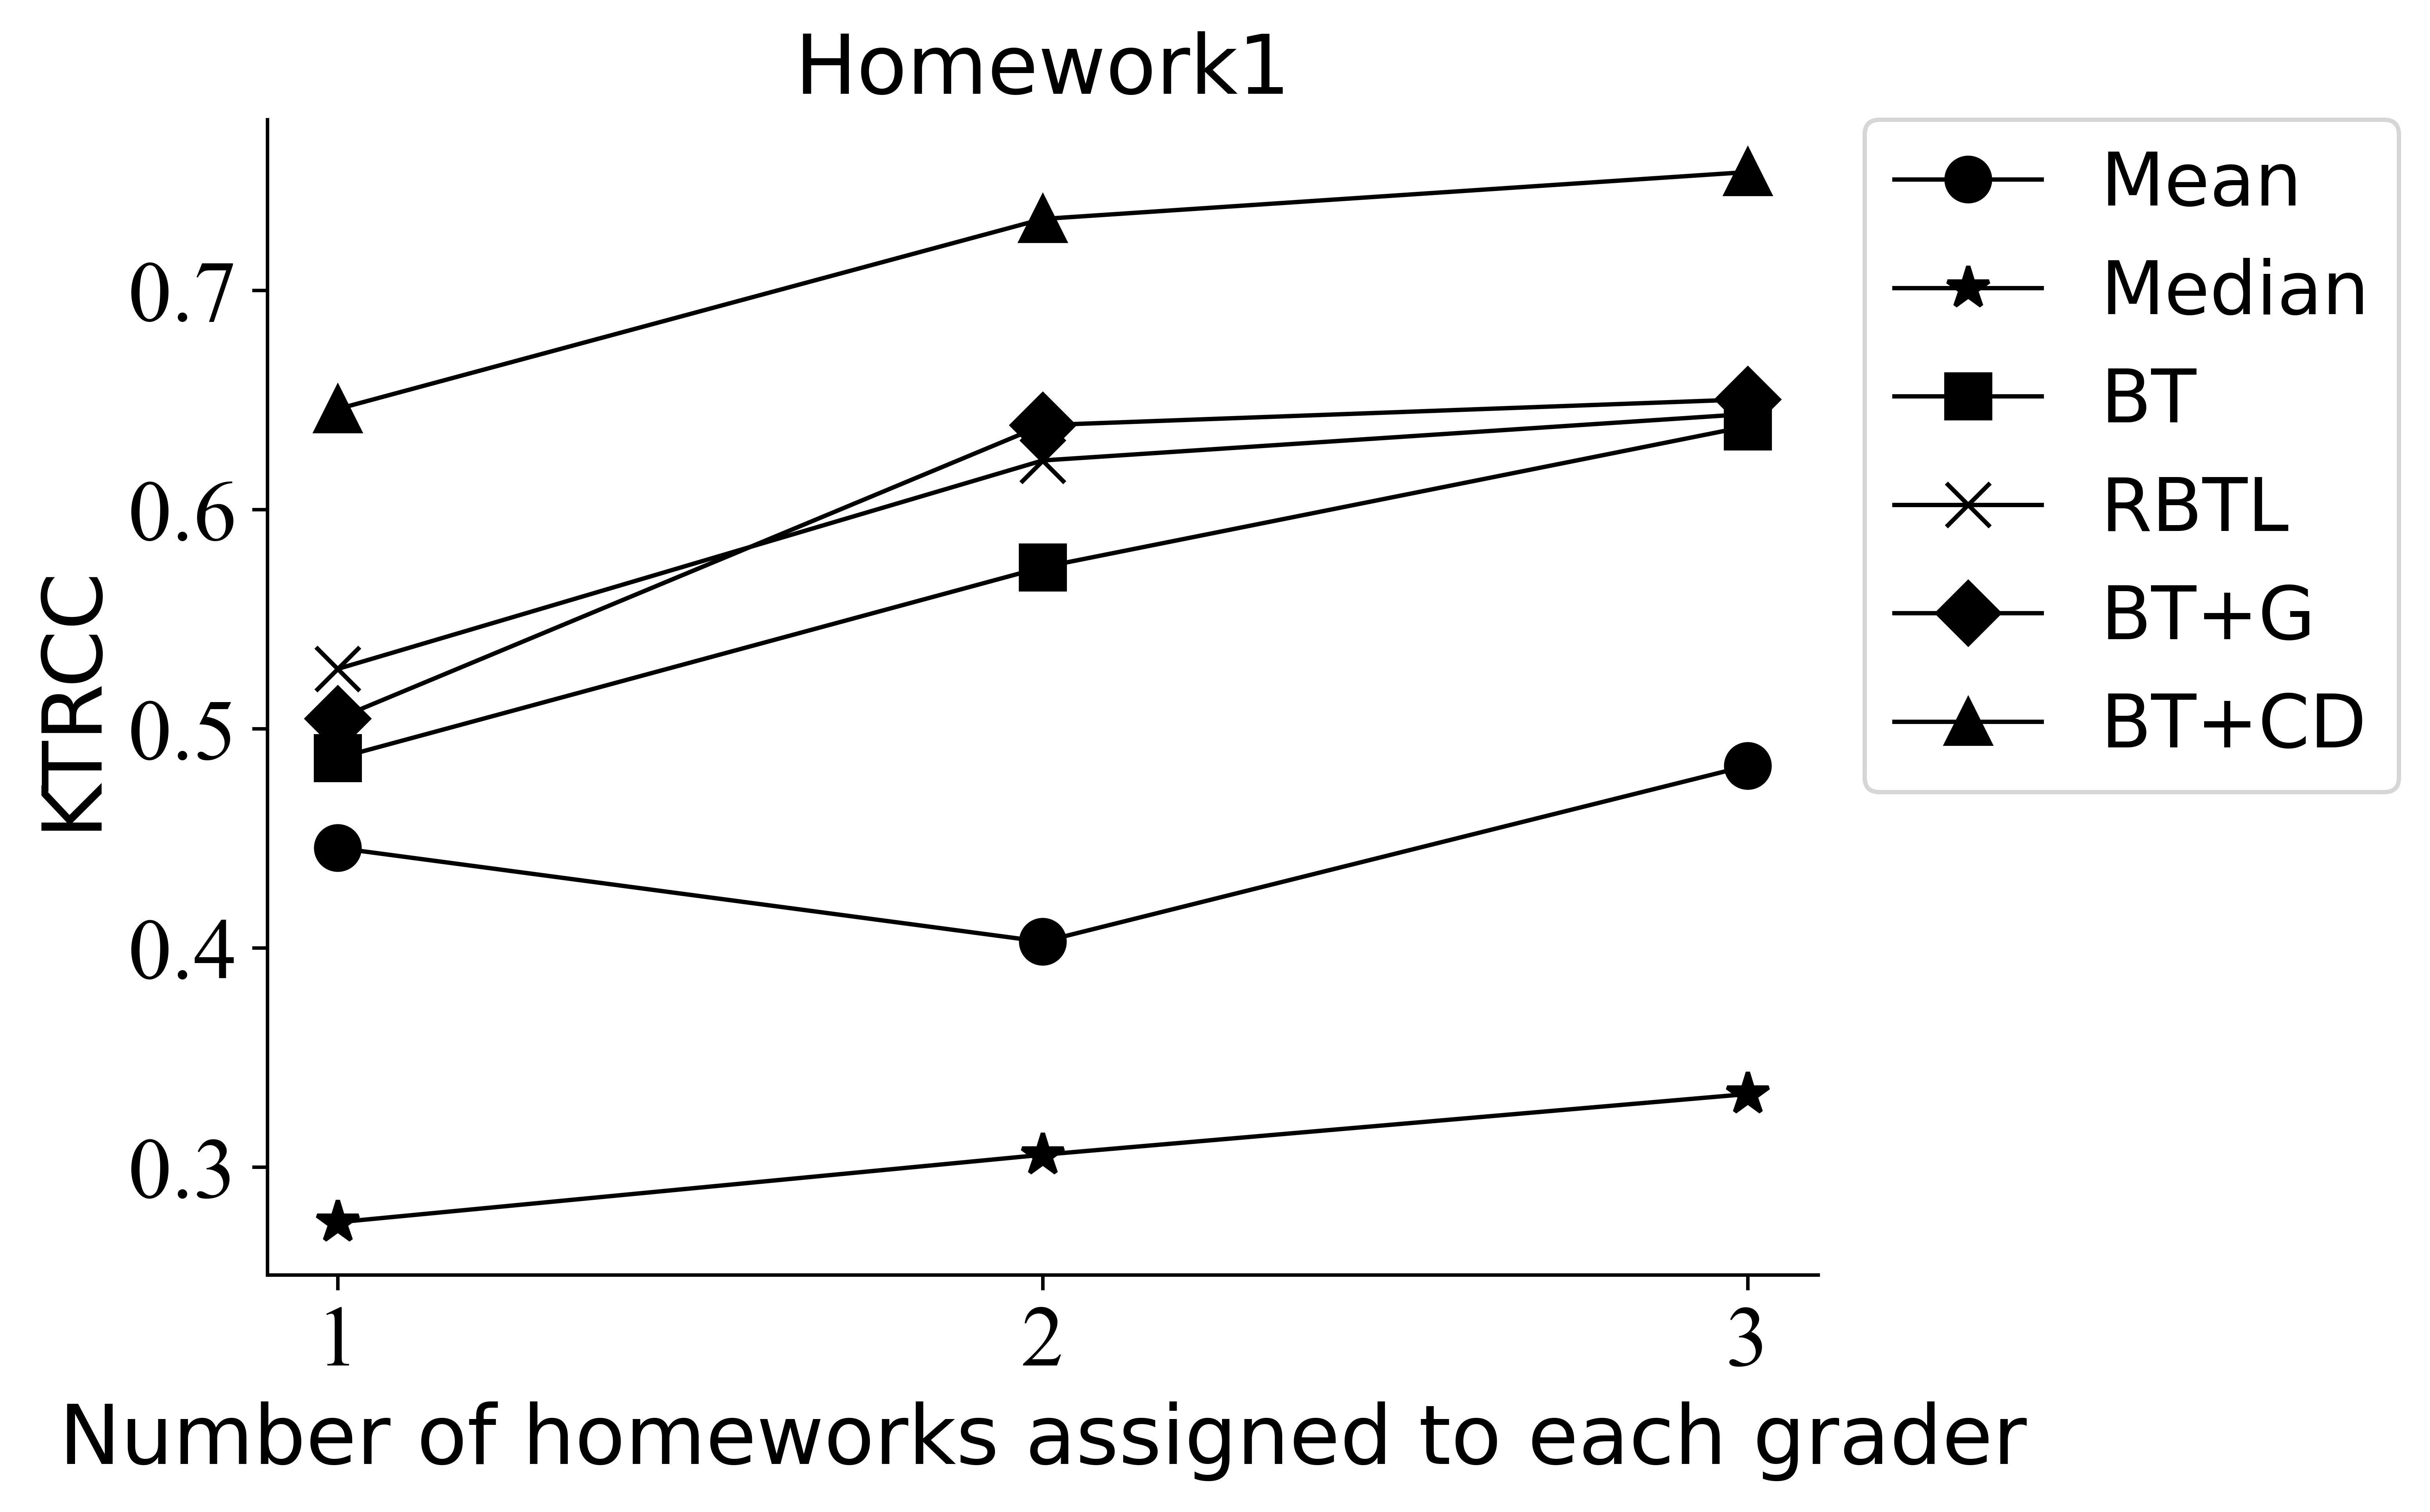 Homework1
KTRCC
0.7
0.6
0.5
0.4
0.3
1 2 3
Number of homeworks assigned to each grader
Mean
Median
BT
RBTL
BT+G
BT+CD